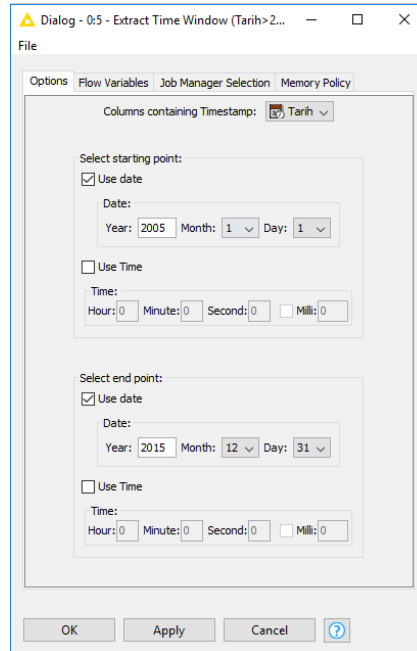 Dialog - 0:5 - Extract Time Window (Tarih>2...
File
Options Flow Variables Job Manager Selection Memory Policy
Columns containing Timestamp: Tarih
Select starting point:
Use date
Date:
Year: 2005 Month: 1 Day: 1
Use Time
Time:
Hour: 0 Minute: 0 Second: 0 Milli: 0
Select end point:
Use date
Date:
Year: 2015 Month: 12 Day: 31
Use Time
Time:
Hour: 0 Minute: 0 Second: 0 Milli: 0
OK Apply Cancel ?